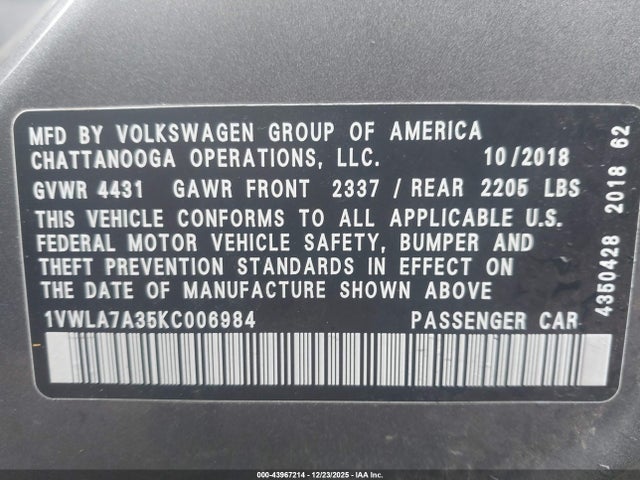 MFD BY VOLKSWAGEN GROUP OF AMERICA
CHATTANOOGA OPERATIONS, LLC. 10/2018
GVWR 4431 GAWR FRONT 2337 / REAR 2205 LBS
THIS VEHICLE CONFORMS TO ALL APPLICABLE U.S.
FEDERAL MOTOR VEHICLE SAFETY, BUMPER AND
THEFT PREVENTION STANDARDS IN EFFECT ON
THE DATE OF MANUFACTURE SHOWN ABOVE
1VWLA7A35KC006984 PASSENGER CAR
4350428 2018 62
000-43967214 - 12/23/2025 - IAA Inc.